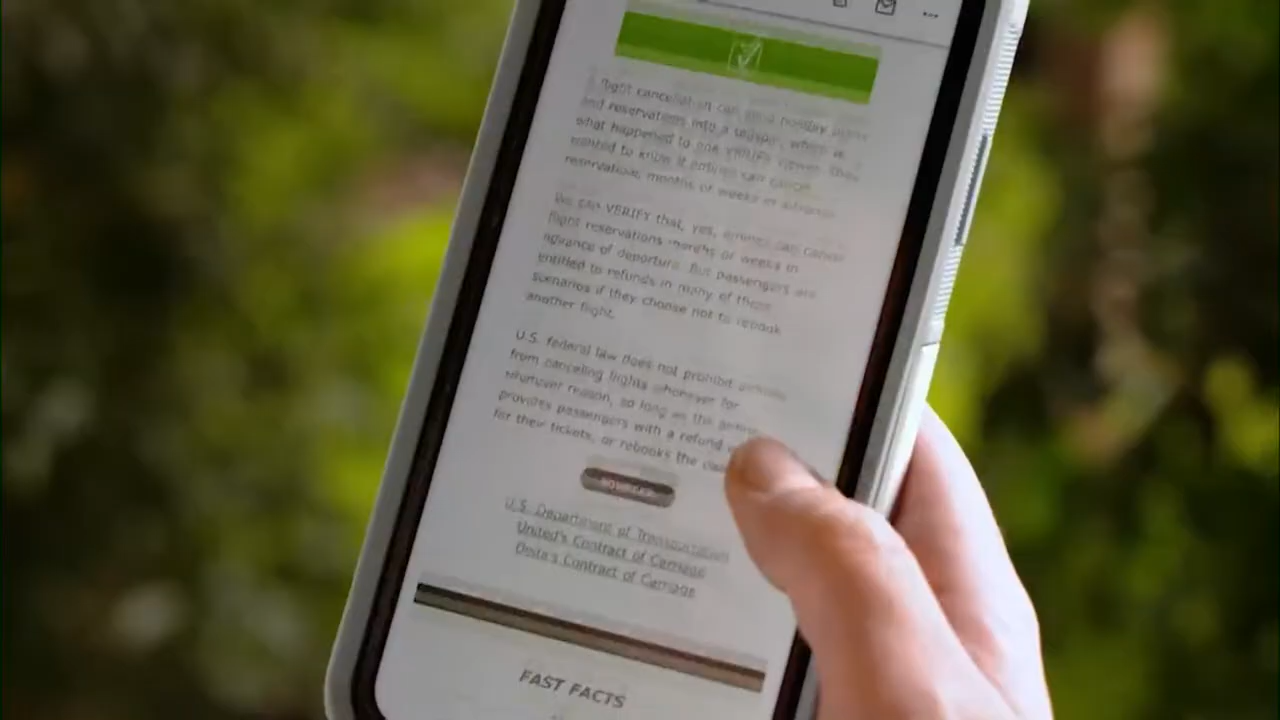 flight cancellation can send holiday plans
and reservations into a tailspin, which is
what happened to one VERIFY viewer. They
wanted to know if airlines can cancel
reservations months or weeks in advance.
We can VERIFY that, yes, airlines can cancel
flight reservations months or weeks in
advance of departure. But passengers are
entitled to refunds in many of those
scenarios if they choose not to rebook
another flight.
U.S. federal law does not prohibit airlines
from canceling flights whenever for
whatever reason, so long as the airline
provides passengers with a refund
for their tickets, or rebooks the
SOURCES
U.S. Department of Transportation
United's Contract of Carriage
Delta's Contract of Carriage
FAST FACTS